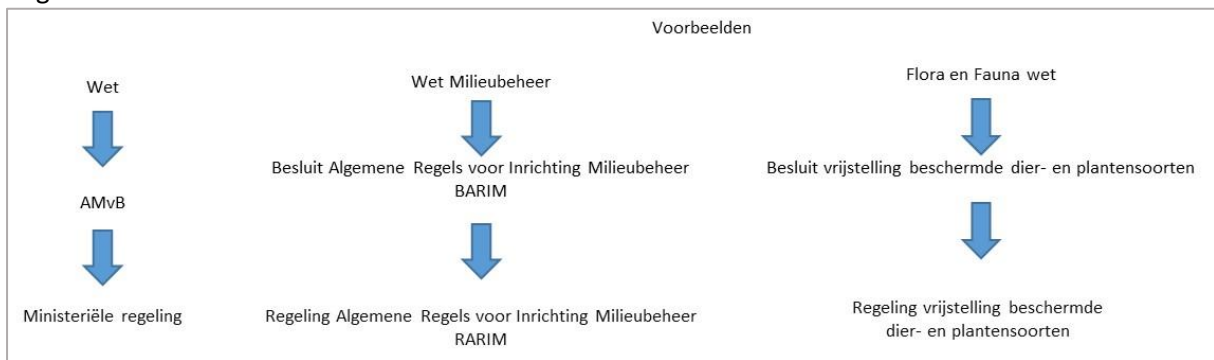 Voorbeelden
Wet
AMvB
Ministeriële regeling
Wet Milieubeheer
Besluit Algemene Regels voor Inrichting Milieubeheer
BARIM
Regeling Algemene Regels voor Inrichting Milieubeheer
RARIM
Flora en Fauna wet
Besluit vrijstelling beschermde dier- en plantensoorten
Regeling vrijstelling beschermde
dier- en plantensoorten